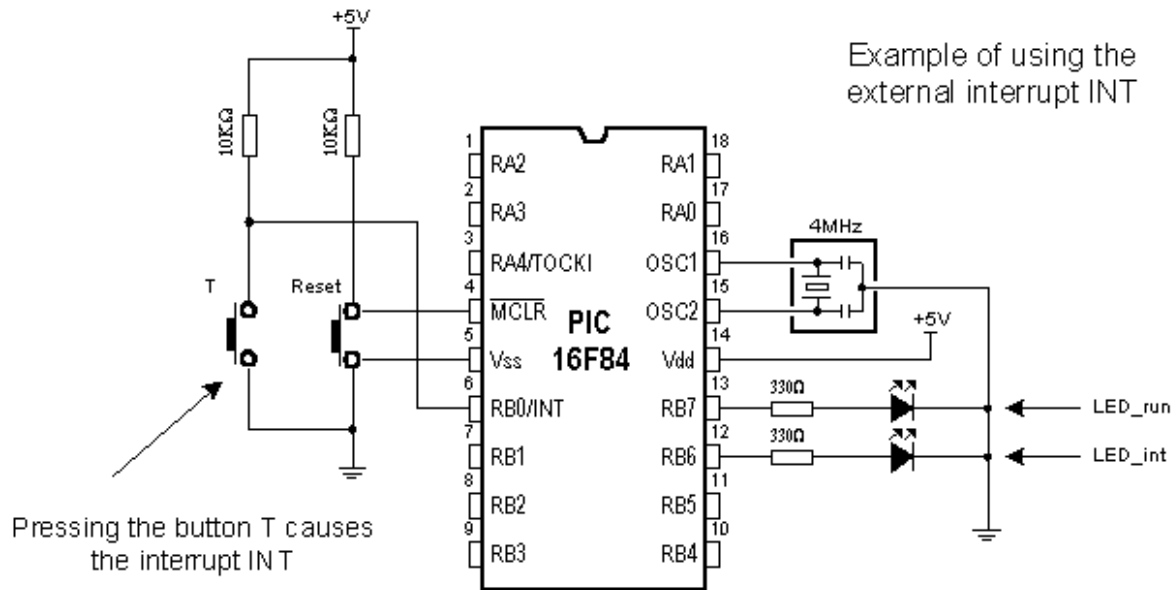 +5V
Example of using the
external interrupt INT
10KΩ
10KΩ
1
RA2
2
RA3
3
RA4/TOCKI
4
MCLR
5
Vss
6
RB0/INT
7
RB1
8
RB2
9
RB3
PIC
16F84
18
RA1
17
RA0
16
OSC1
15
OSC2
14
Vdd
13
RB7
12
RB6
11
RB5
10
RB4
T
Reset
4MHz
+5V
330Ω
LED_run
330Ω
LED_int
Pressing the button T causes
the interrupt INT